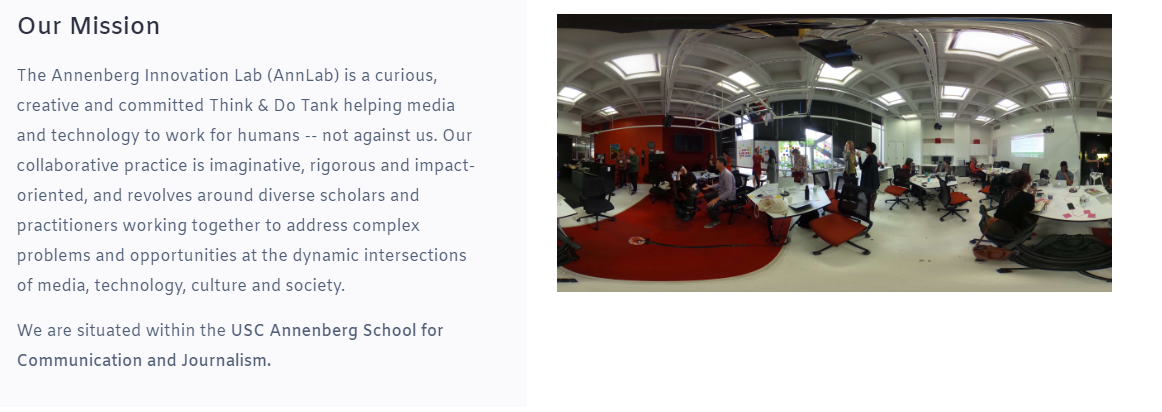 Our Mission
The Annenberg Innovation Lab (AnnLab) is a curious,
creative and committed Think & Do Tank helping media
and technology to work for humans -- not against us. Our
collaborative practice is imaginative, rigorous and impact-
oriented, and revolves around diverse scholars and
practitioners working together to address complex
problems and opportunities at the dynamic intersections
of media, technology, culture and society.
We are situated within the USC Annenberg School for
Communication and Journalism.